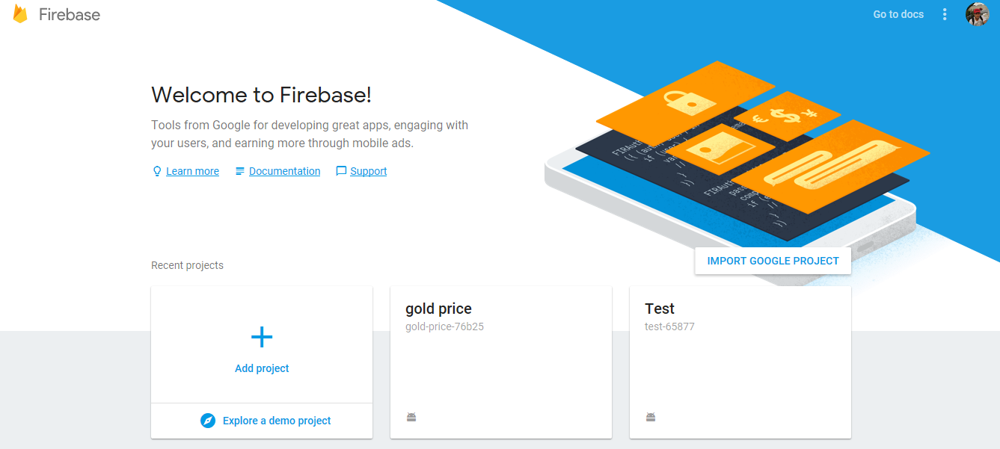 Firebase
Go to docs
Welcome to Firebase!
Tools from Google for developing great apps, engaging with
your users, and earning more through mobile ads.
Learn more
Documentation
Support
Recent projects
IMPORT GOOGLE PROJECT
Add project
Explore a demo project
gold price
gold-price-76b25
Test
test-65877